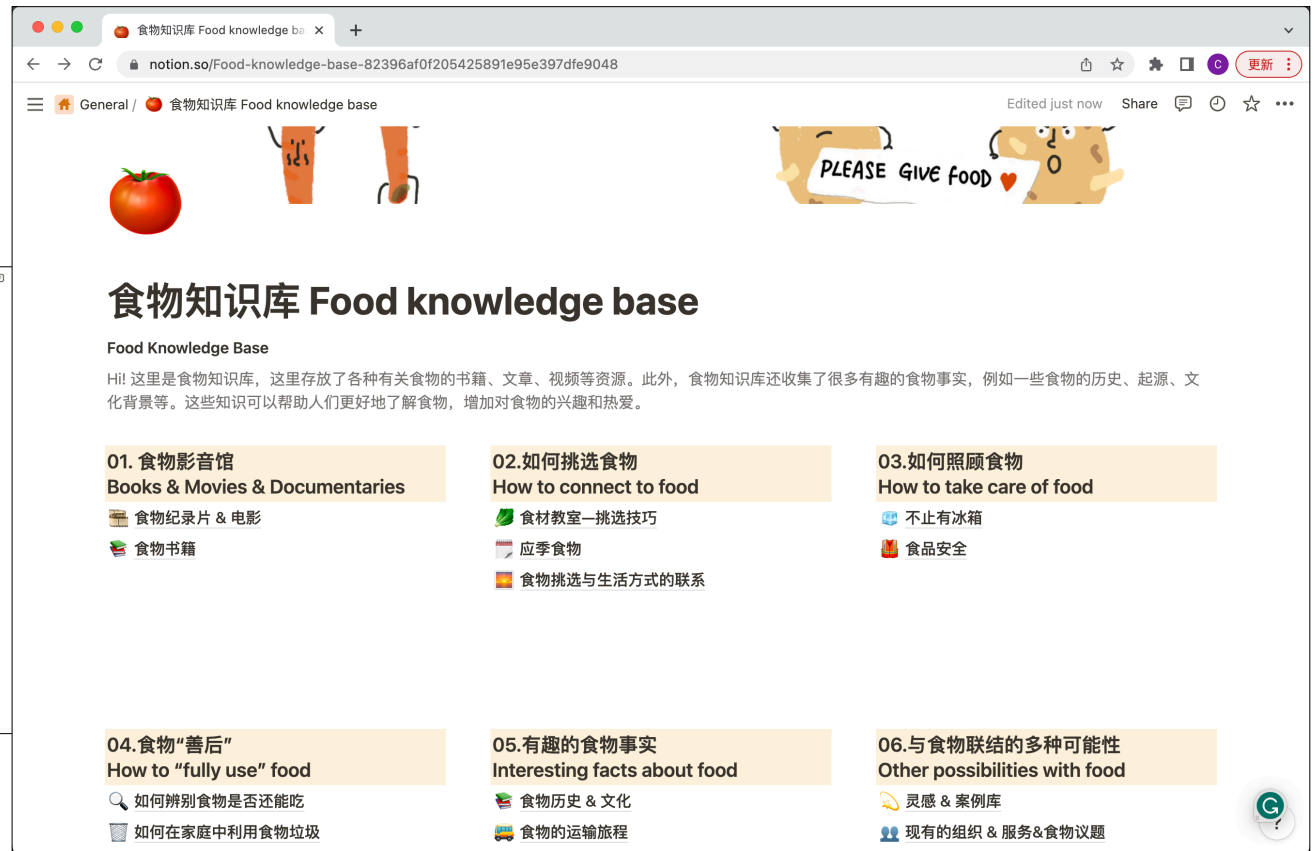 食物知识库 Food knowledge ba
notion.so/Food-knowledge-base-82396af0f205425891e95e397dfe9048
C
更新
General / 食物知识库 Food knowledge base
Edited just now
Share
PLEASE GIVE FOOD
食物知识库 Food knowledge base
Food Knowledge Base
Hi! 这里是食物知识库，这里存放了各种有关食物的书籍、文章、视频等资源。此外，食物知识库还收集了很多有趣的食物事实，例如一些食物的历史、起源、文
化背景等。这些知识可以帮助人们更好地了解食物，增加对食物的兴趣和热爱。
01. 食物影音馆
Books & Movies & Documentaries
食物纪录片 & 电影
食物书籍
02.如何挑选食物
How to connect to food
食材教室—挑选技巧
应季食物
食物挑选与生活方式的联系
03.如何照顾食物
How to take care of food
不止有冰箱
食品安全
04.食物“善后”
How to “fully use” food
如何辨别食物是否还能吃
如何在家庭中利用食物垃圾
05.有趣的食物事实
Interesting facts about food
食物历史 & 文化
食物的运输旅程
06.与食物联结的多种可能性
Other possibilities with food
灵感 & 案例库
现有的组织 & 服务&食物议题
G
?